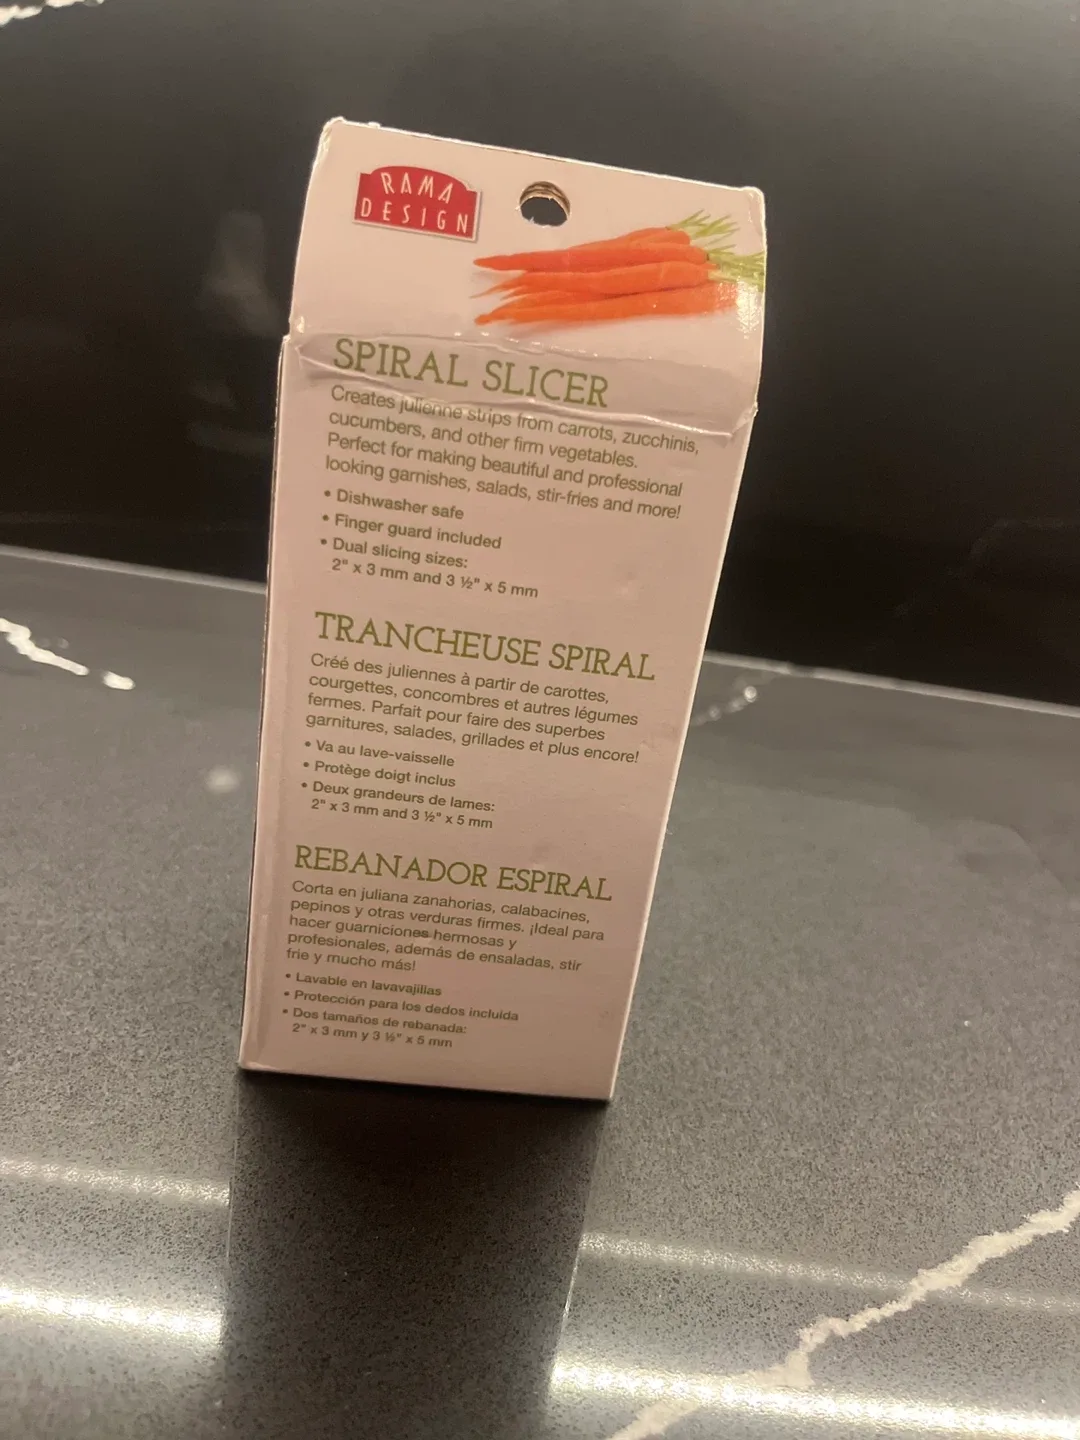 RAMA
DESIGN
SPIRAL SLICER
Creates julienne strips from carrots, zucchinis,
cucumbers, and other firm vegetables.
Perfect for making beautiful and professional
looking garnishes, salads, stir-fries and more!
• Dishwasher safe
• Finger guard included
• Dual slicing sizes:
2" x 3 mm and 3 ½" x 5 mm
TRANCHEUSE SPIRAL
Créé des juliennes à partir de carottes,
courgettes, concombres et autres légumes
fermes. Parfait pour faire des superbes
garnitures, salades, grillades et plus encore!
• Va au lave-vaisselle
• Protège doigt inclus
• Deux grandeurs de lames:
2" x 3 mm and 3 ½" x 5 mm
REBANADOR ESPIRAL
Corta en juliana zanahorias, calabacines,
pepinos y otras verduras firmes. ¡Ideal para
hacer guarniciones hermosas y
profesionales, además de ensaladas, stir
frie y mucho más!
• Lavable en lavavajillas
• Protección para los dedos incluida
• Dos tamaños de rebanada:
2" x 3 mm y 3 ½" x 5 mm